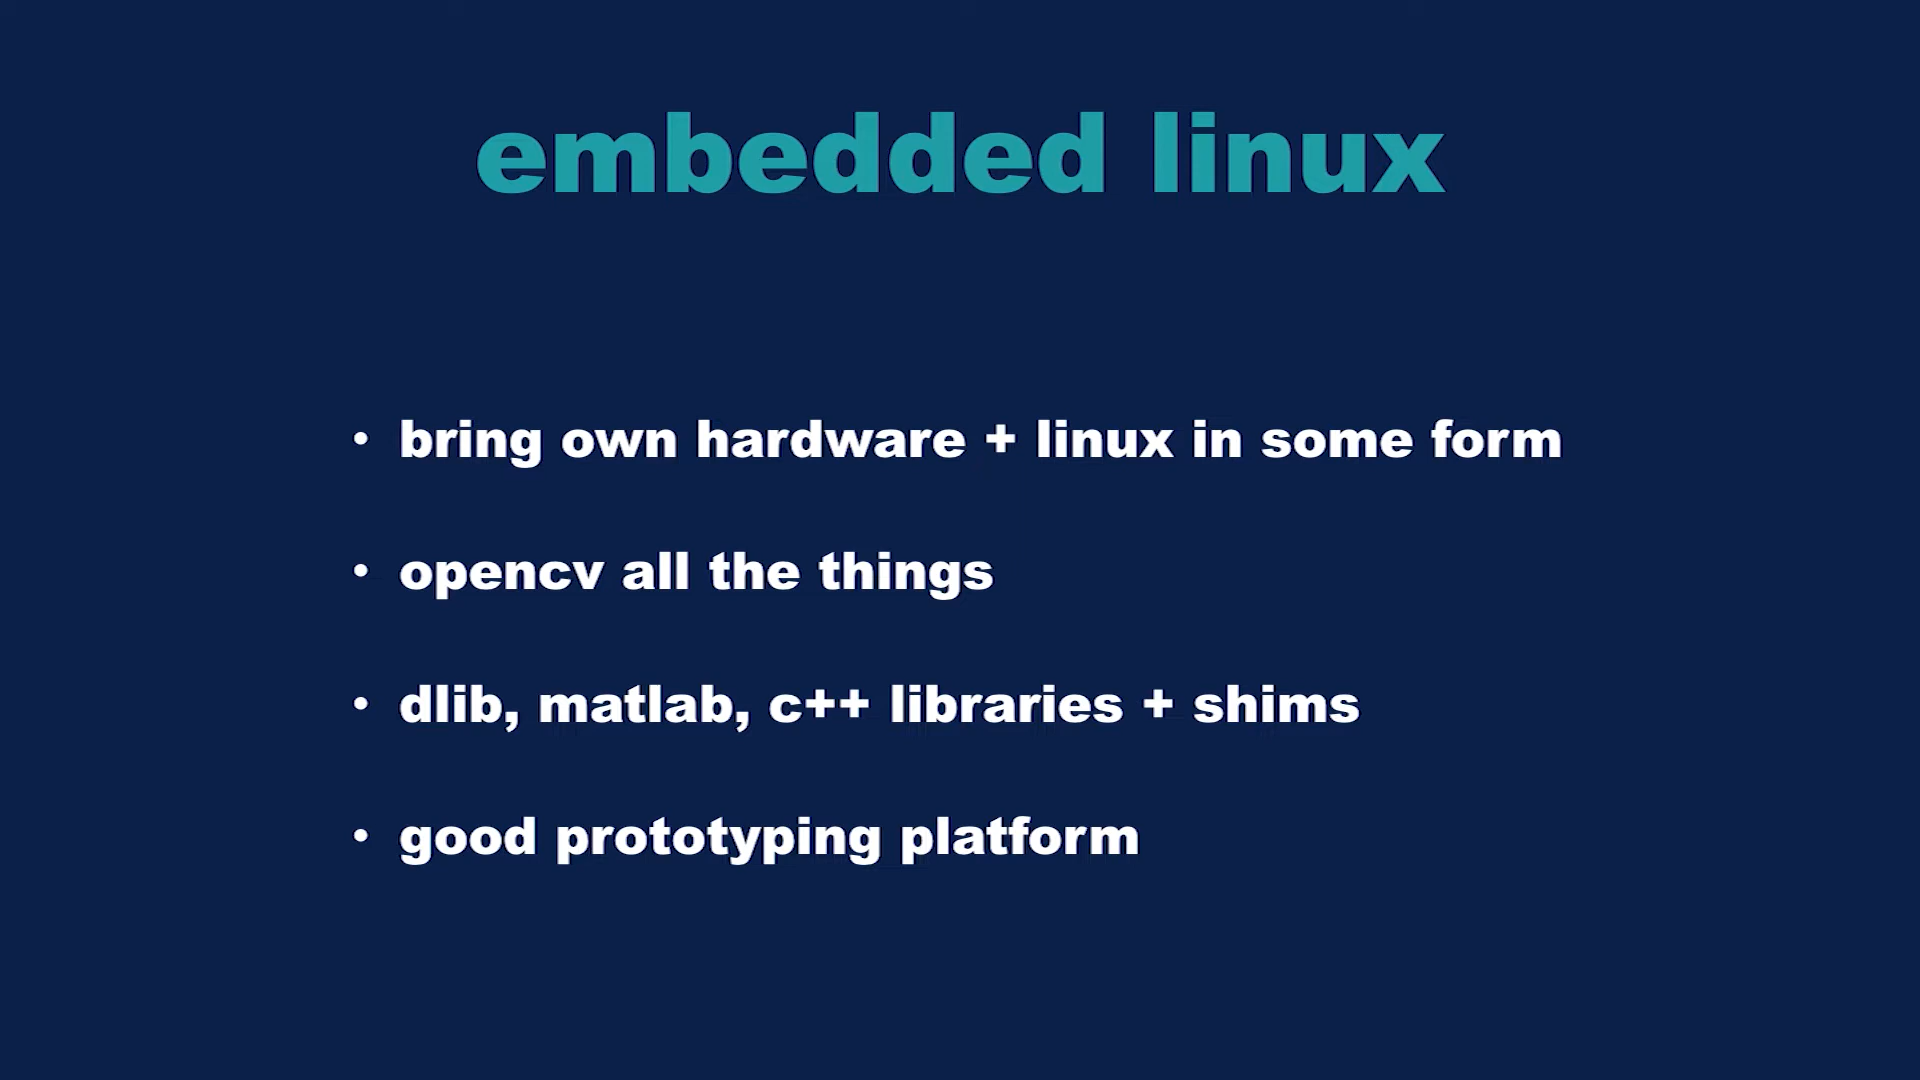 embedded linux
• bring own hardware + linux in some form
• opencv all the things
• dlib, matlab, c++ libraries + shims
• good prototyping platform